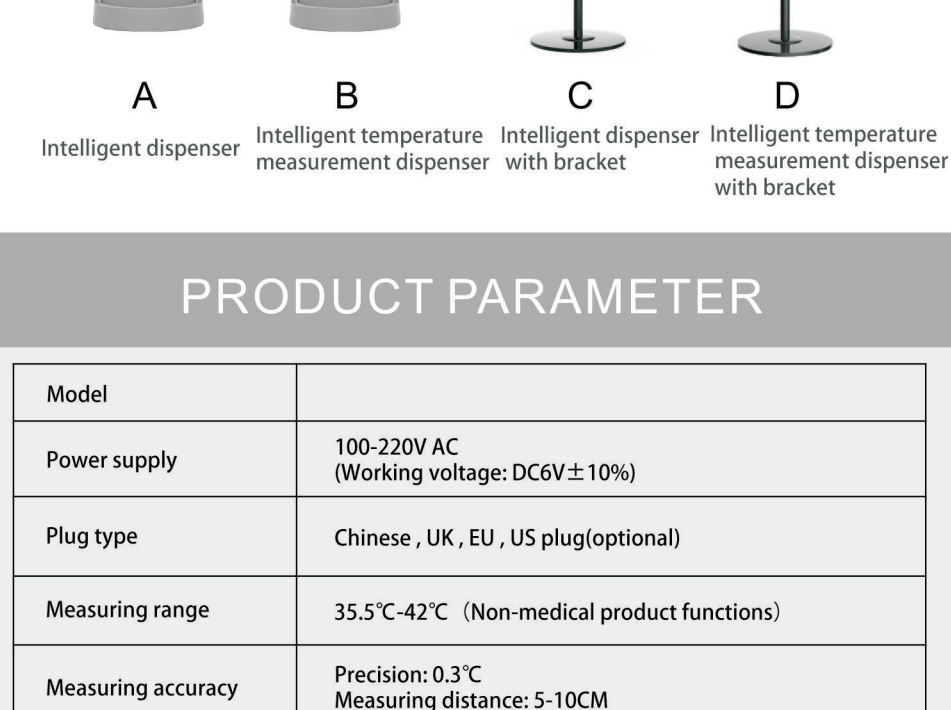 A
B
C
D
Intelligent dispenser
Intelligent temperature
measurement dispenser
Intelligent dispenser
with bracket
Intelligent temperature
measurement dispenser
with bracket
PRODUCT PARAMETER
Model
Power supply
100-220V AC
(Working voltage: DC6V±10%)
Plug type
Chinese , UK , EU , US plug(optional)
Measuring range
35.5℃-42℃（Non-medical product functions）
Measuring accuracy
Precision: 0.3℃
Measuring distance: 5-10CM